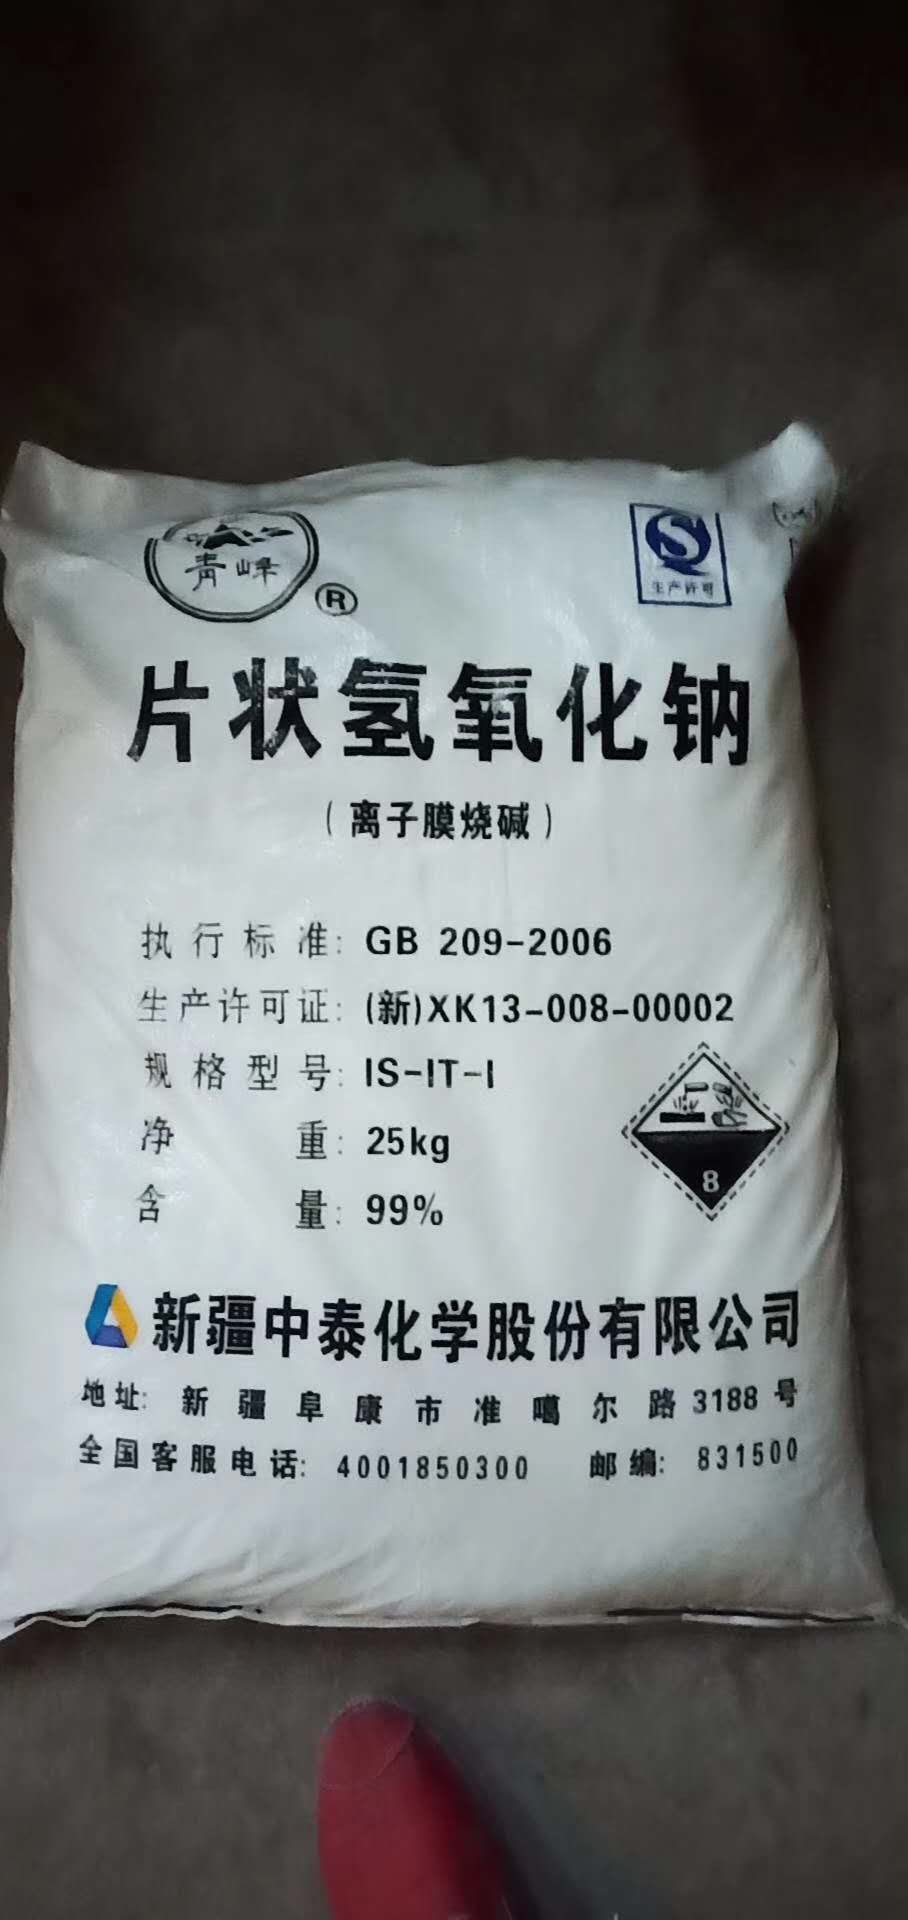 青峰
®
生产许可
片状氢氧化钠
(离子膜烧碱)
执行标准: GB 209-2006
生产许可证: (新)XK13-008-00002
规格型号: IS-IT-I
净重: 25kg
含量: 99%
8
新疆中泰化学股份有限公司
地址: 新疆阜康市准噶尔路3188号
全国客服电话: 4001850300 邮编: 831500